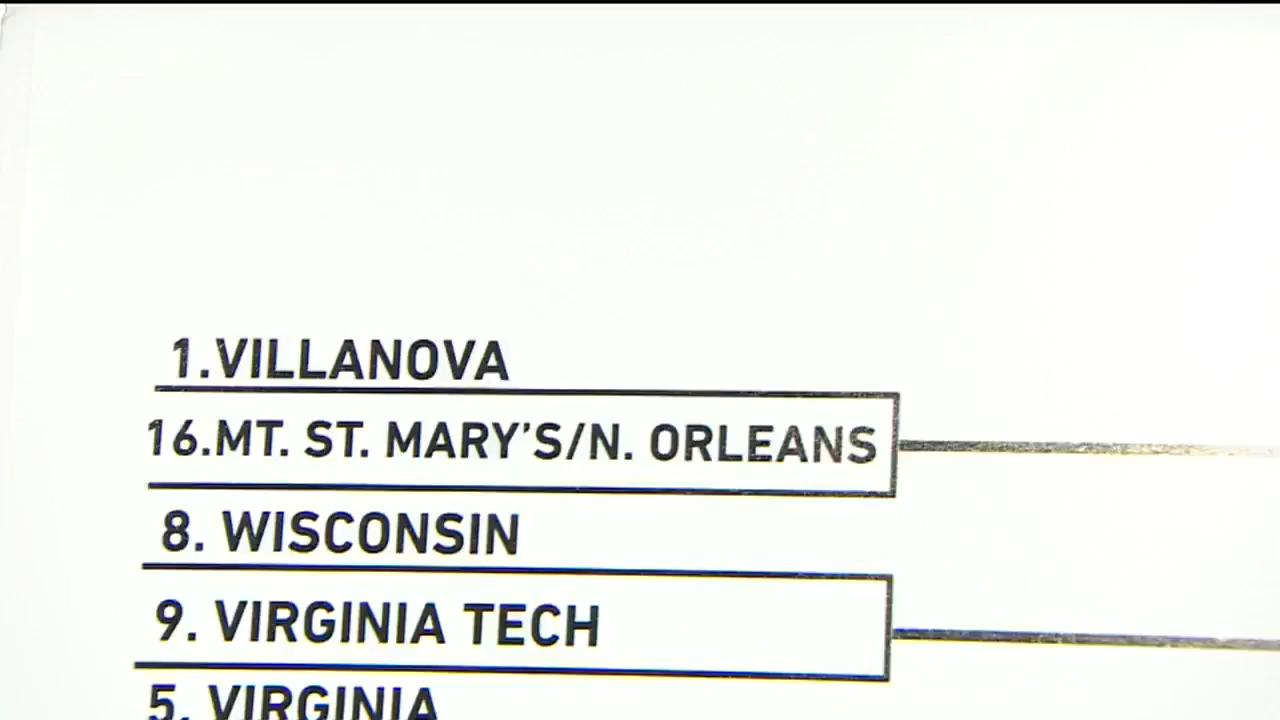 1.VILLANOVA
16.MT. ST. MARY'S/N. ORLEANS
8. WISCONSIN
9. VIRGINIA TECH
5. VIRGINIA